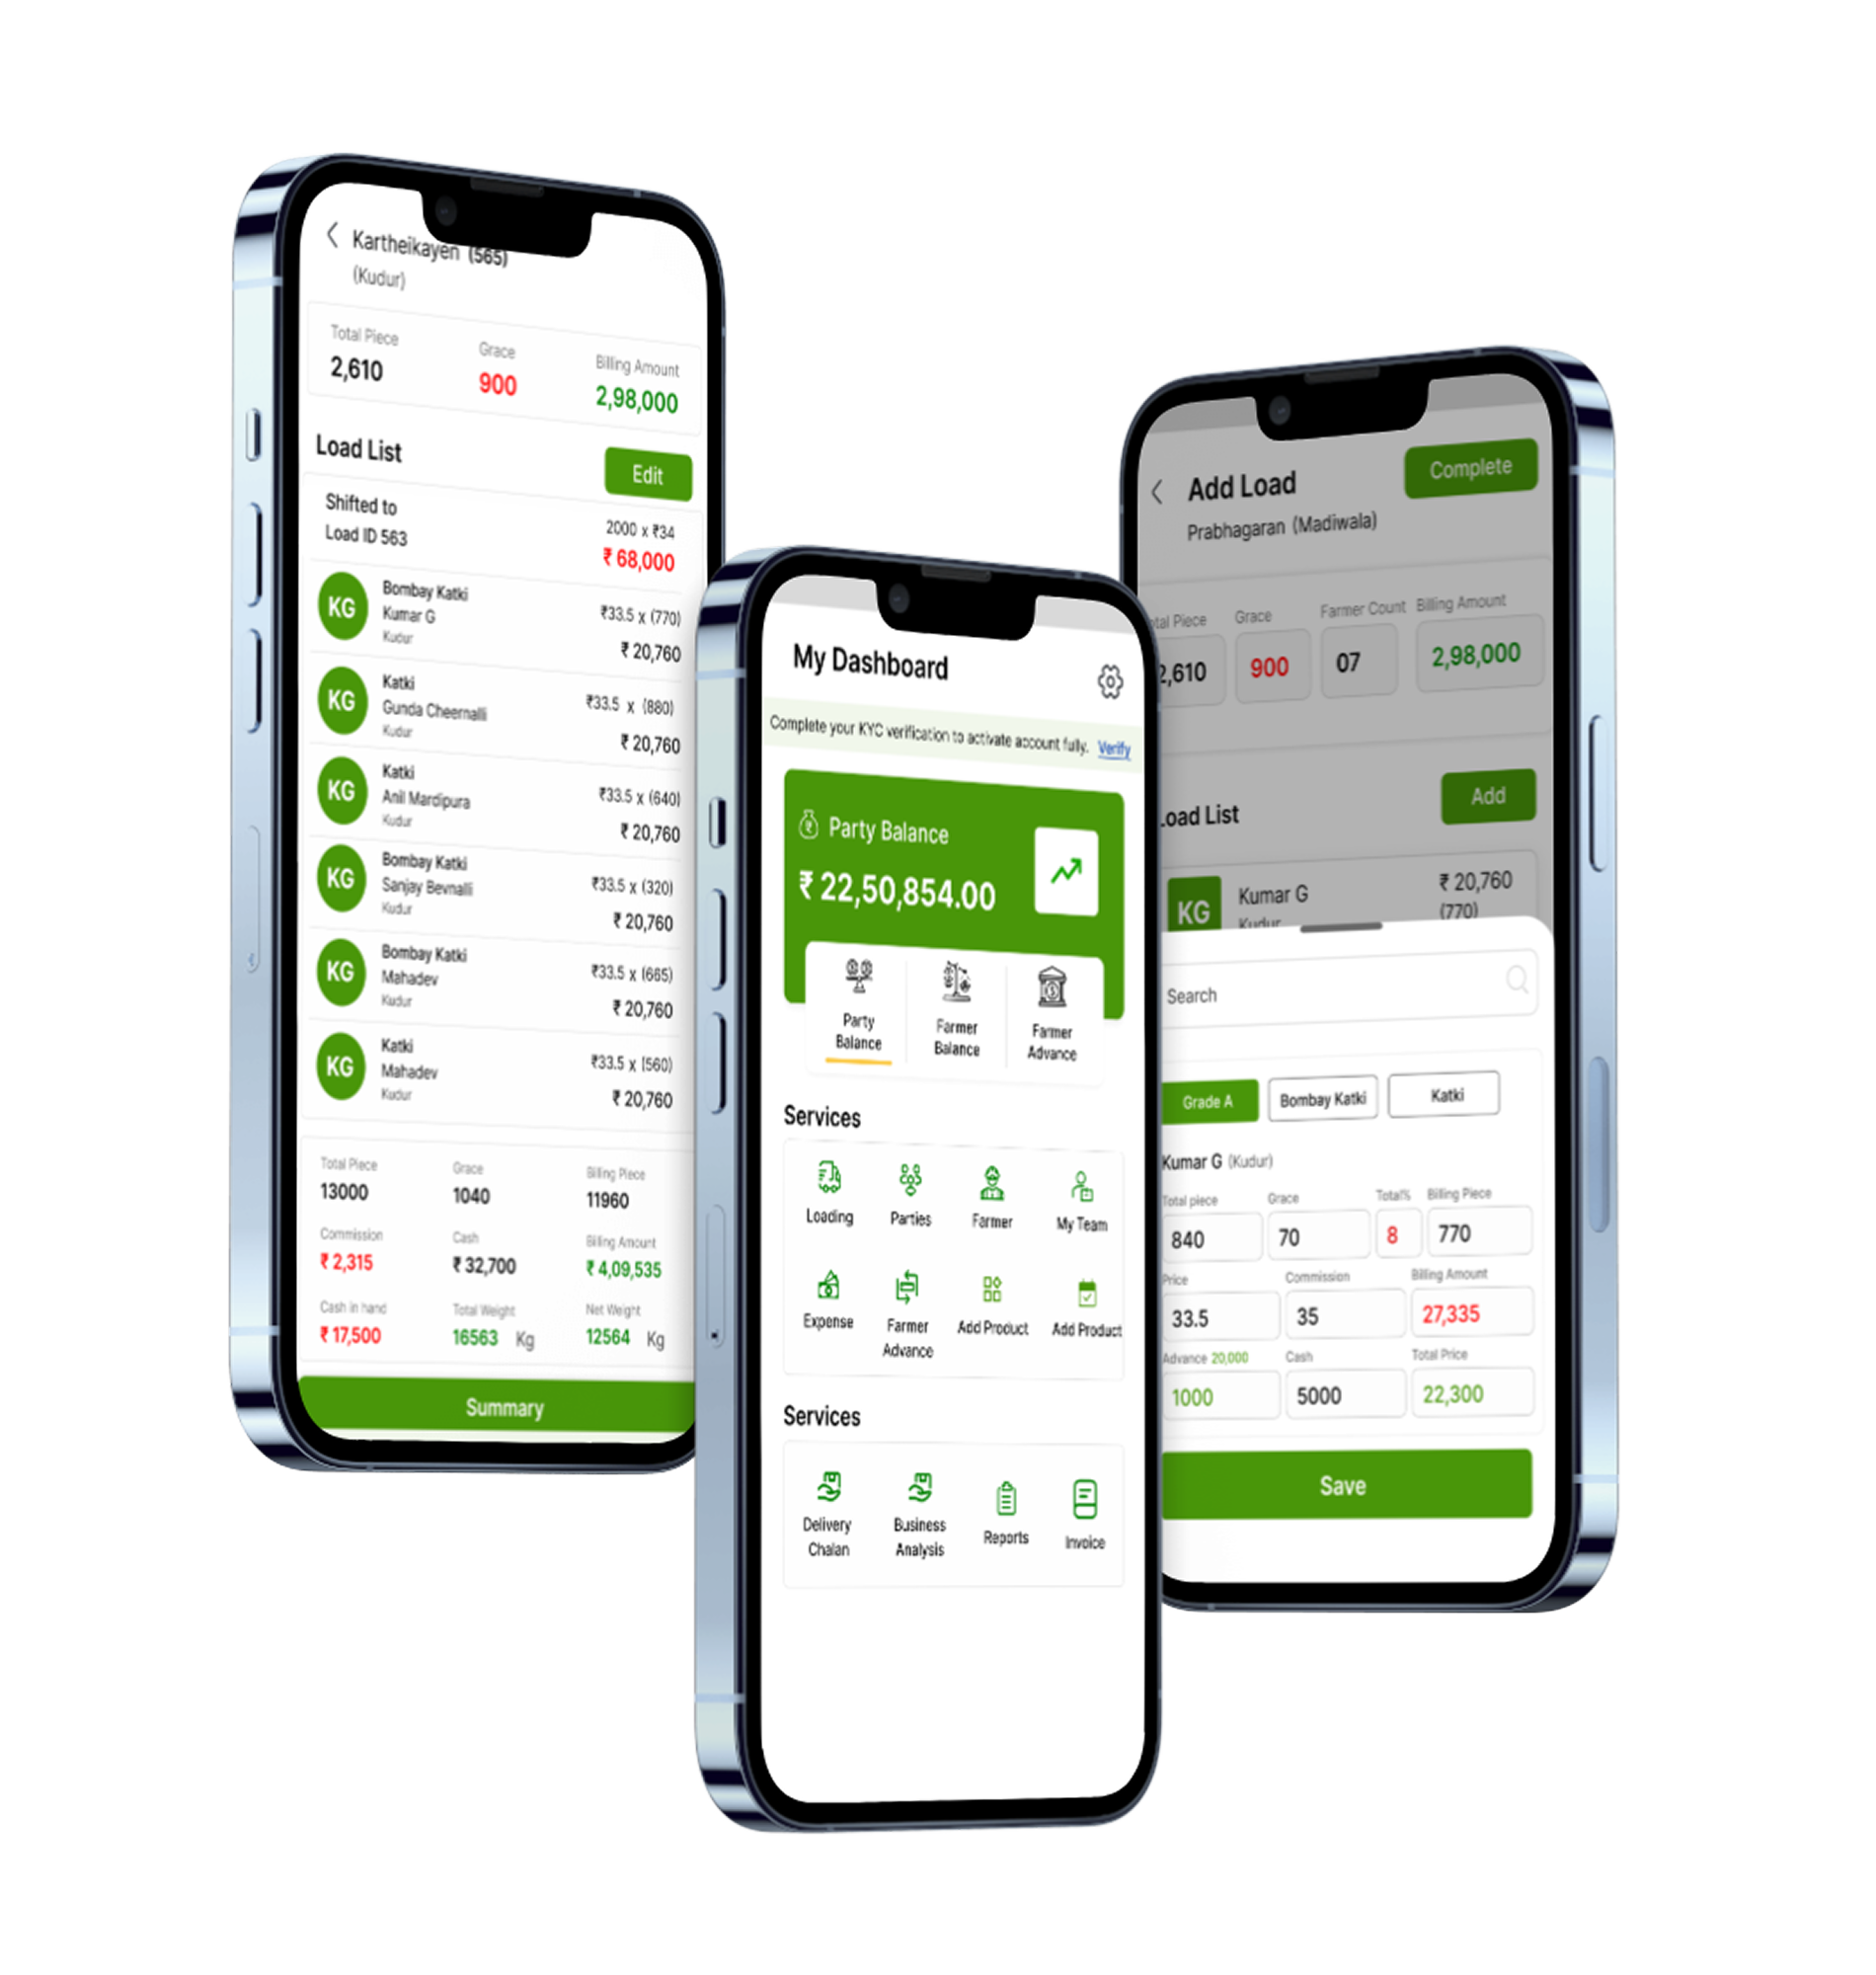 Kartheikayen (565)
(Kudur)
Total Piece Grace Billing Amount
2,610 900 2,98,000
Load List Edit
Shifted to 2000 x ₹34
Load ID 563 ₹ 68,000
KG
Bombay Katki
Kumar G ₹33.5 x (770)
Kudur ₹ 20,760
KG
Katki
Gunda Cheernalli ₹33.5 x (880)
Kudur ₹ 20,760
KG
Katki
Anil Mardipura ₹33.5 x (640)
Kudur ₹ 20,760
KG
Bombay Katki
Sanjay Bevnalli ₹33.5 x (320)
Kudur ₹ 20,760
KG
Bombay Katki
Mahadev ₹33.5 x (665)
Kudur ₹ 20,760
KG
Katki
Mahadev ₹33.5 x (560)
Kudur ₹ 20,760
Total Piece Grace Billing Piece
13000 1040 11960
Commission Cash Billing Amount
₹ 2,315 ₹ 32,700 ₹ 4,09,535
Cash in hand Total Weight Net Weight
₹ 17,500 16563 Kg 12564 Kg
Summary
My Dashboard
Complete your KYC verification to activate account fully. Verify
Party Balance
₹ 22,50,854.00
Party Farmer Farmer
Balance Balance Advance
Services
Loading Parties Farmer My Team
Expense Farmer Add Product Add Product
Advance
Services
Delivery Business Reports Invoice
Chalan Analysis
Add Load Complete
Prabhagaran (Madiwala)
Piece Grace Farmer Count Billing Amount
2,610 900 07 2,98,000
Load List Add
KG
Kumar G ₹ 20,760
Kudur (770)
Search
Grade A Bombay Katki Katki
Kumar G (Kudur)
Total piece Grace Total% Billing Piece
840 70 8 770
Price Commission Billing Amount
33.5 35 27,335
Advance 20,000 Cash Total Price
1000 5000 22,300
Save